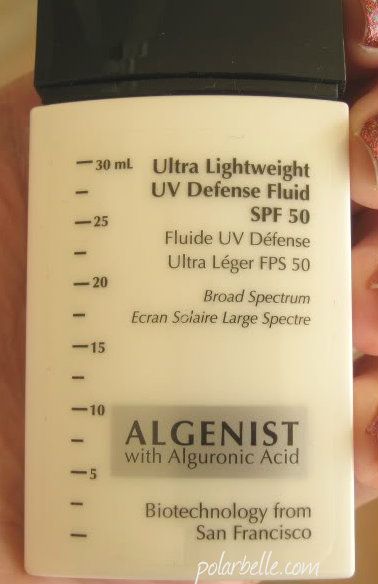 30 mL
25
20
15
10
5
Ultra Lightweight
UV Defense Fluid
SPF 50
Fluide UV Défense
Ultra Léger FPS 50
Broad Spectrum
Ecran Solaire Large Spectre
ALGENIST
with Alguronic Acid
Biotechnology from
San Francisco
polarbelle.com